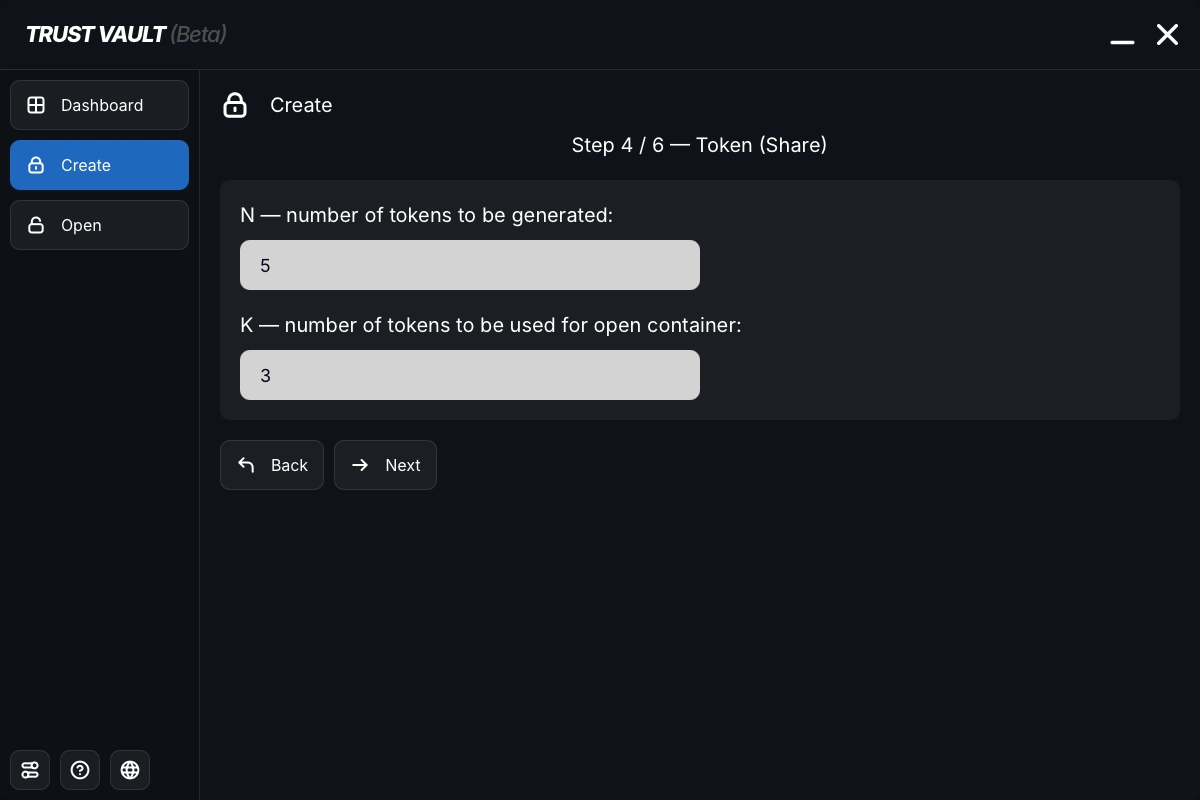 TRUST VAULT (Beta)
Dashboard
Create
Open
Create
Step 4 / 6 — Token (Share)
N — number of tokens to be generated:
5
K — number of tokens to be used for open container:
3
Back
Next